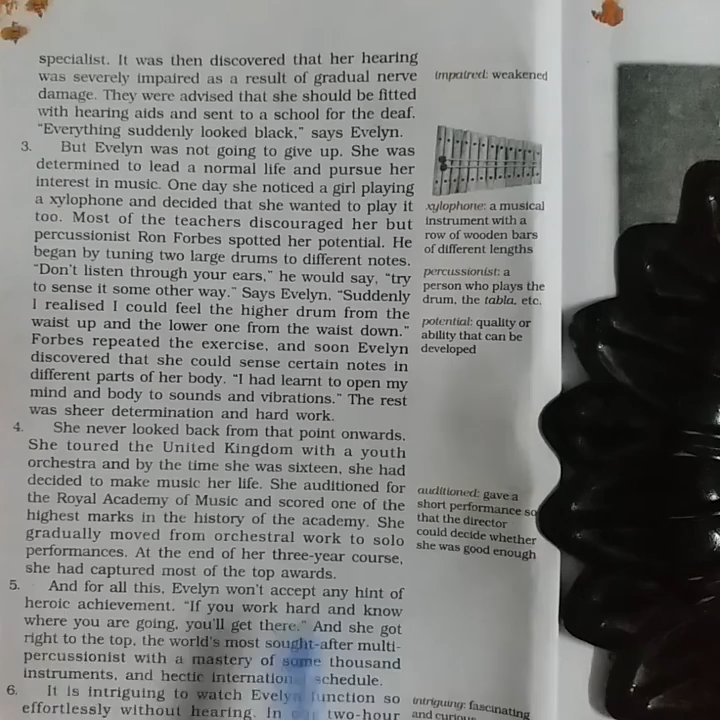 specialist. It was then discovered that her hearing
was severely impaired as a result of gradual nerve
damage. They were advised that she should be fitted
with hearing aids and sent to a school for the deaf.
"Everything suddenly looked black," says Evelyn.
3. But Evelyn was not going to give up. She was
determined to lead a normal life and pursue her
interest in music. One day she noticed a girl playing
a xylophone and decided that she wanted to play it
too. Most of the teachers discouraged her but
percussionist Ron Forbes spotted her potential. He
began by tuning two large drums to different notes.
"Don't listen through your ears," he would say, "try
to sense it some other way." Says Evelyn, "Suddenly
I realised I could feel the higher drum from the
waist up and the lower one from the waist down."
Forbes repeated the exercise, and soon Evelyn
discovered that she could sense certain notes in
different parts of her body. "I had learnt to open my
mind and body to sounds and vibrations." The rest
was sheer determination and hard work.
4. She never looked back from that point onwards.
She toured the United Kingdom with a youth
orchestra and by the time she was sixteen, she had
decided to make music her life. She auditioned for
the Royal Academy of Music and scored one of the
highest marks in the history of the academy. She
gradually moved from orchestral work to solo
performances. At the end of her three-year course,
she had captured most of the top awards.
5. And for all this, Evelyn won't accept any hint of
heroic achievement. "If you work hard and know
where you are going, you'll get there." And she got
right to the top, the world's most sought-after multi-
percussionist with a mastery of some thousand
instruments, and hectic international schedule.
6. It is intriguing to watch Evelyn function so
effortlessly without hearing. In our two-hour
impaired: weakened
xylophone: a musical
instrument with a
row of wooden bars
of different lengths
percussionist: a
person who plays the
drum, the tabla, etc.
potential: quality or
ability that can be
developed
auditioned: gave a
short performance so
that the director
could decide whether
she was good enough
intriguing: fascinating
and curious